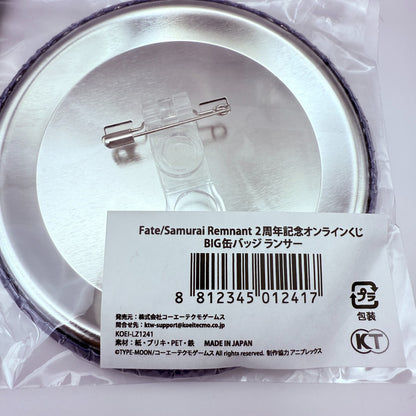 Fate/Samurai Remnant 2周年記念オンラインくじ
BIG缶バッジ ランサー
8 812345 012417
プラ
包装
発売元：株式会社コーエーテクモゲームス
問合せ先：ktw-support@koeitecmo.co.jp
KOEI-LZ1241
素材：紙・ブリキ・PET・鉄 MADE IN JAPAN
©TYPE-MOON/コーエーテクモゲームス All rights reserved. 制作協力 アニプレックス
KT